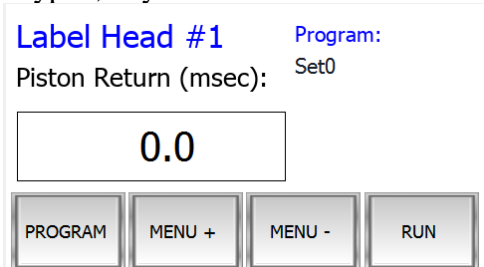 Label Head #1
Program:
Piston Return (msec):
Set0
0.0
PROGRAM
MENU +
MENU -
RUN